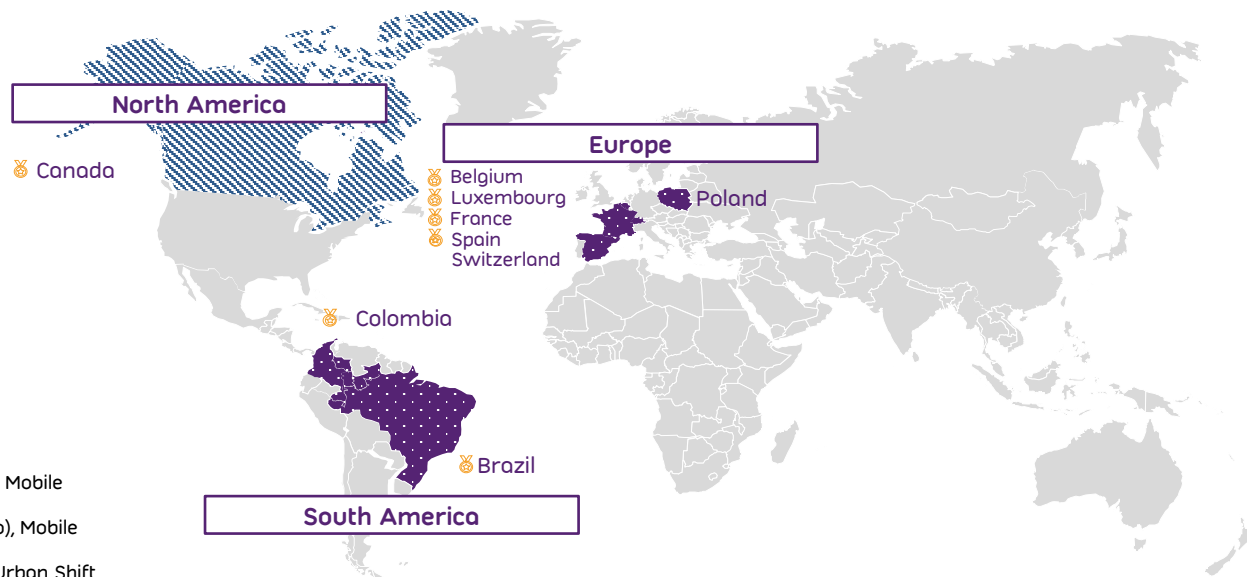 North America
Canada
Europe
Belgium
Luxembourg
France
Spain
Switzerland
Poland
Colombia
Brazil
South America
Mobile
), Mobile
Urban Shift